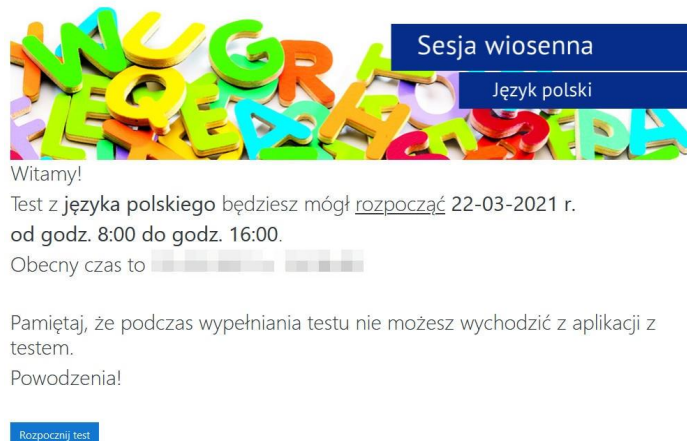 Sesja wiosenna
Język polski
Witamy!
Test z języka polskiego będziesz mógł rozpocząć 22-03-2021 r.
od godz. 8:00 do godz. 16:00.
Obecny czas to
Pamiętaj, że podczas wypełniania testu nie możesz wychodzić z aplikacji z
testem.
Powodzenia!
Rozpocznij test